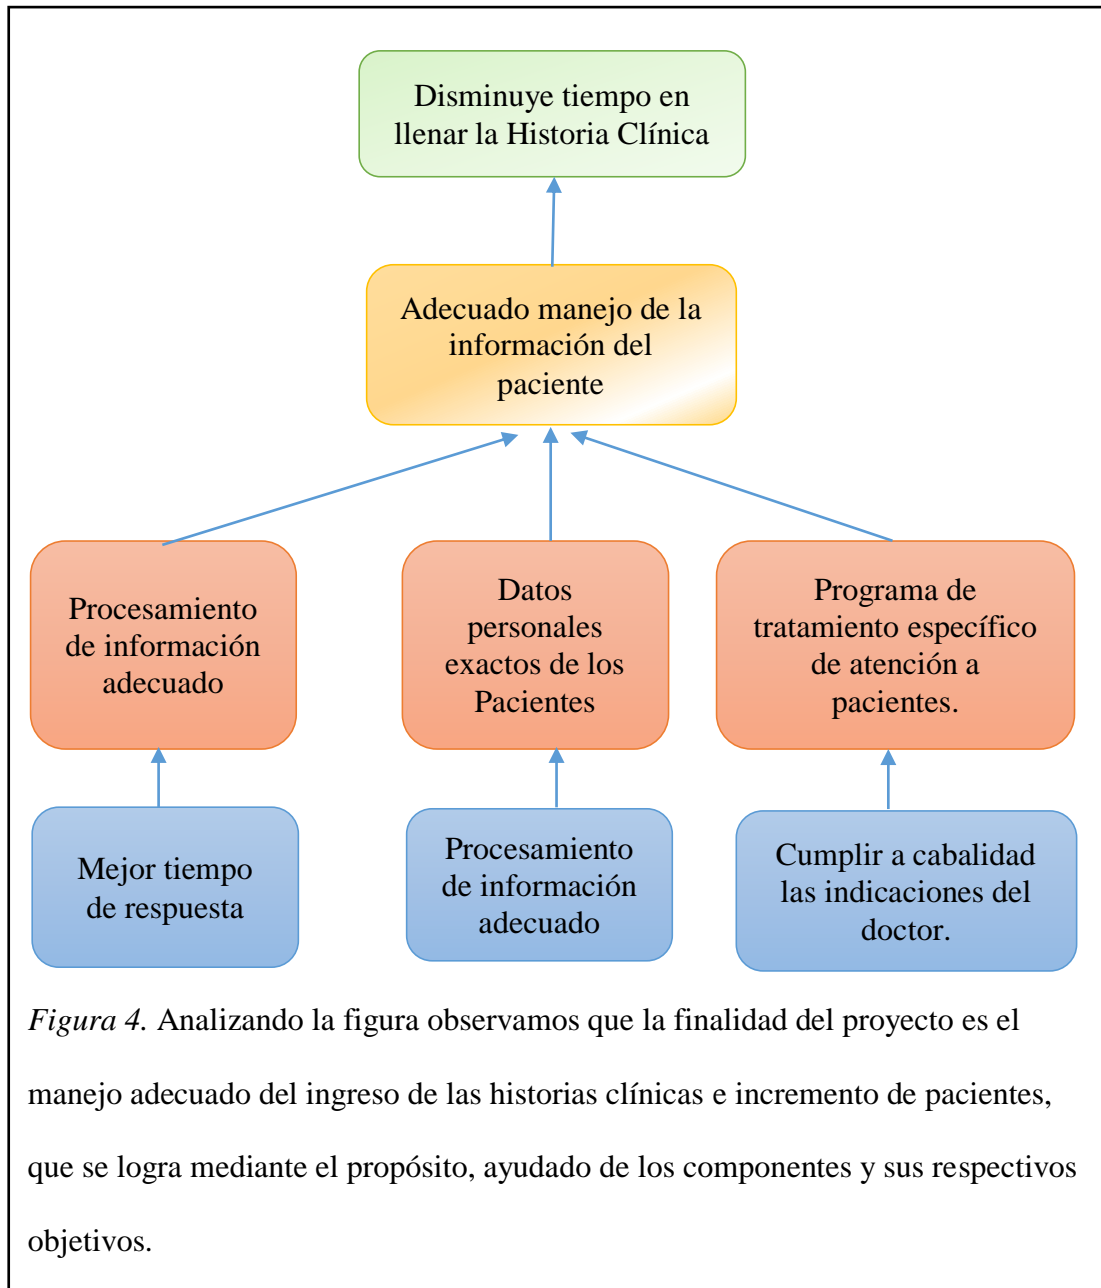 Disminuye tiempo en
llenar la Historia Clínica
Adecuado manejo de la
información del
paciente
Procesamiento
de información
adecuado
Datos
personales
exactos de los
Pacientes
Programa de
tratamiento específico
de atención a
pacientes.
Mejor tiempo
de respuesta
Procesamiento
de información
adecuado
Cumplir a cabalidad
las indicaciones del
doctor.
Figura 4. Analizando la figura observamos que la finalidad del proyecto es el
manejo adecuado del ingreso de las historias clínicas e incremento de pacientes,
que se logra mediante el propósito, ayudado de los componentes y sus respectivos
objetivos.